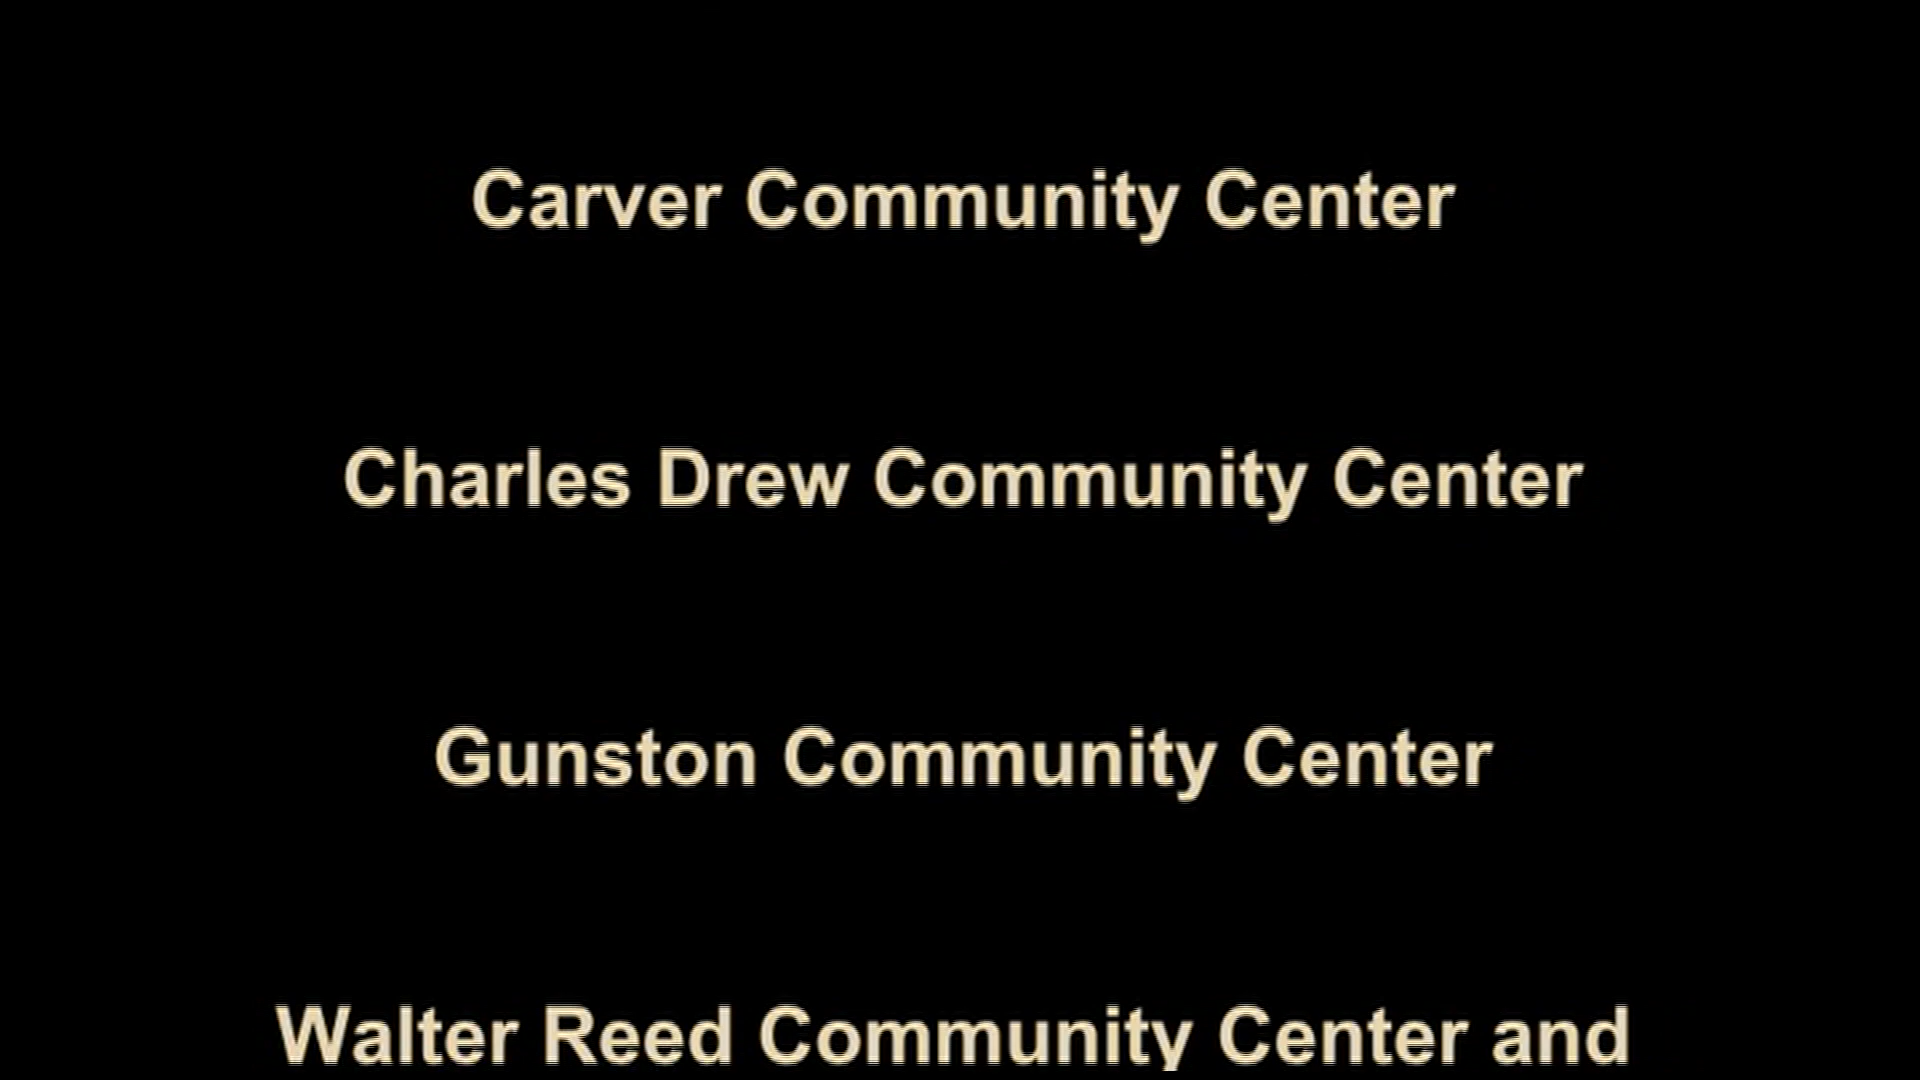 Carver Community Center
Charles Drew Community Center
Gunston Community Center
Walter Reed Community Center and